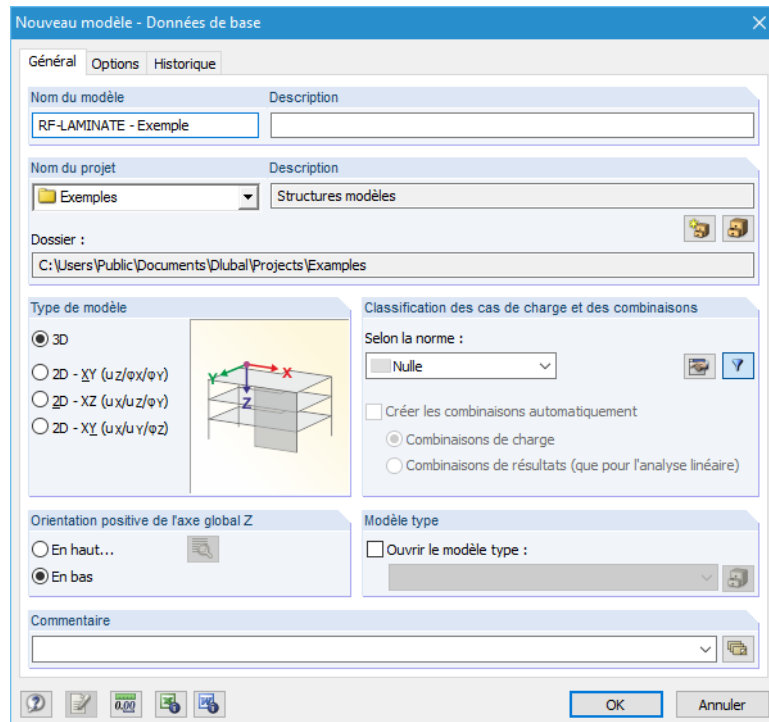 Nouveau modèle - Données de base
Général Options Historique
Nom du modèle Description
RF-LAMINATE - Exemple
Nom du projet Description
Exemples Structures modèles
Dossier :
C:\Users\Public\Documents\Dlubal\Projects\Examples
Type de modèle
3D
2D - XY (uZ/φX/φY)
2D - XZ (uX/uZ/φY)
2D - XY (uX/uY/φZ)
Y X
Z
Classification des cas de charge et des combinaisons
Selon la norme :
Nulle
Créer les combinaisons automatiquement
Combinaisons de charge
Combinaisons de résultats (que pour l'analyse linéaire)
Orientation positive de l'axe global Z
En haut...
En bas
Modèle type
Ouvrir le modèle type :
Commentaire
0.00
OK Annuler